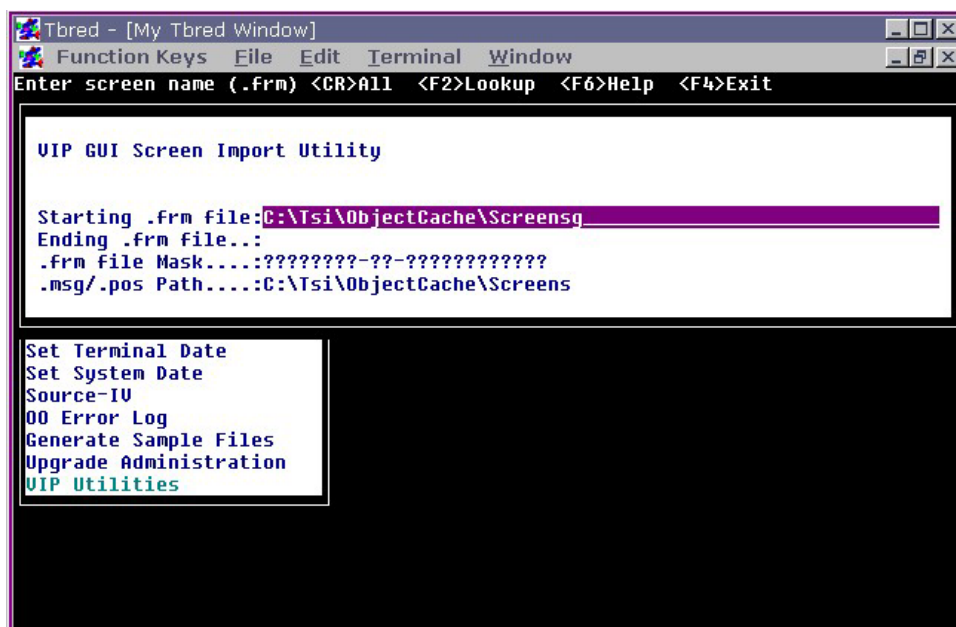 Tbred - [My Tbred Window]
Function Keys File Edit Terminal Window
Enter screen name (.frm) <CR>All <F2>Lookup <F6>Help <F4>Exit
VIP GUI Screen Import Utility
Starting .frm file:C:\Tsi\ObjectCache\Screensg
Ending .frm file..:
.frm file Mask....:????????-??-????????????
.msg/.pos Path....:C:\Tsi\ObjectCache\Screens
Set Terminal Date
Set System Date
Source-IV
OO Error Log
Generate Sample Files
Upgrade Administration
VIP Utilities